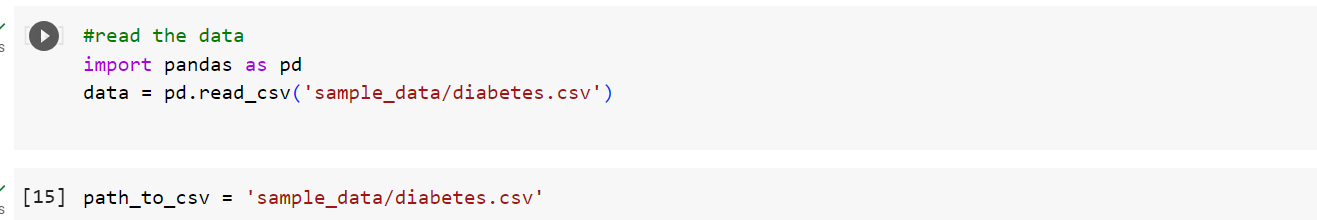 #read the data
import pandas as pd
data = pd.read_csv('sample_data/diabetes.csv')
s
[15] path_to_csv = 'sample_data/diabetes.csv'
s